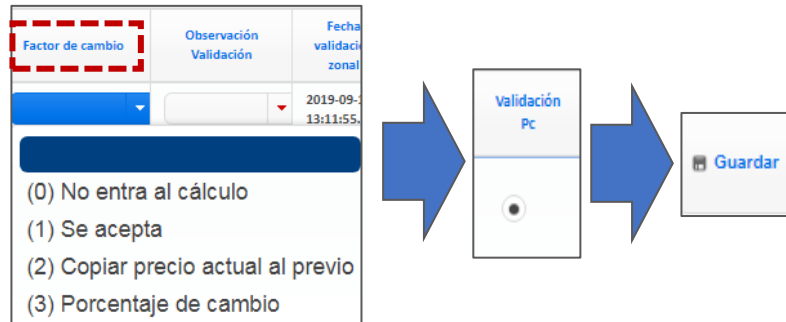 Factor de cambio
Observación
Validación
Fecha
validació
zonal
2019-09-1
13:11:55.
(0) No entra al cálculo
(1) Se acepta
(2) Copiar precio actual al previo
(3) Porcentaje de cambio
Validación
Pc
Guardar